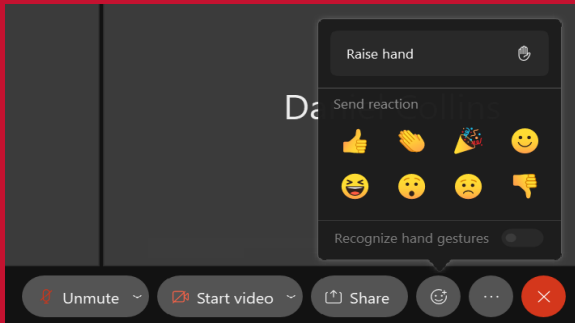 Raise hand
Send reaction
Recognize hand gestures
Unmute
Start video
Share